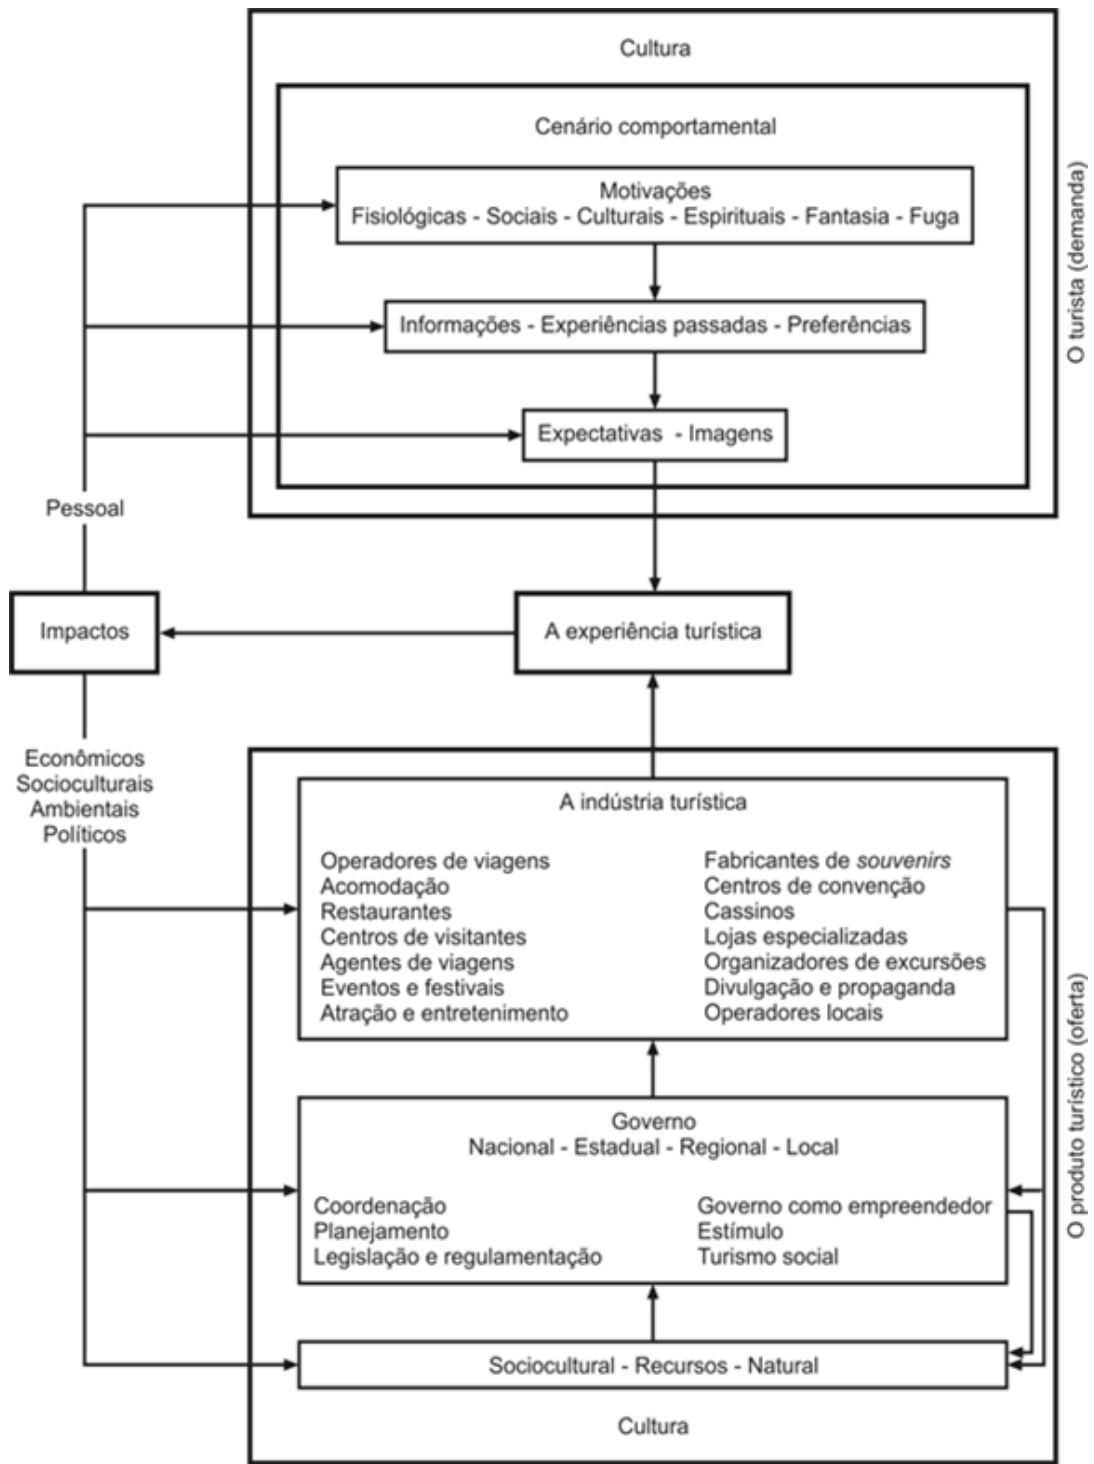 Cultura
Cenário comportamental
Motivações
Fisiológicas - Sociais - Culturais - Espirituais - Fantasia - Fuga
Informações - Experiências passadas - Preferências
Expectativas - Imagens
O turista (demanda)
Pessoal
Impactos
A experiência turística
Econômicos
Socioculturais
Ambientais
Políticos
A indústria turística
Operadores de viagens
Acomodação
Restaurantes
Centros de visitantes
Agentes de viagens
Eventos e festivais
Atração e entretenimento
Fabricantes de souvenirs
Centros de convenção
Cassinos
Lojas especializadas
Organizadores de excursões
Divulgação e propaganda
Operadores locais
Governo
Nacional - Estadual - Regional - Local
Coordenação
Planejamento
Legislação e regulamentação
Governo como empreendedor
Estímulo
Turismo social
Sociocultural - Recursos - Natural
Cultura
O produto turístico (oferta)